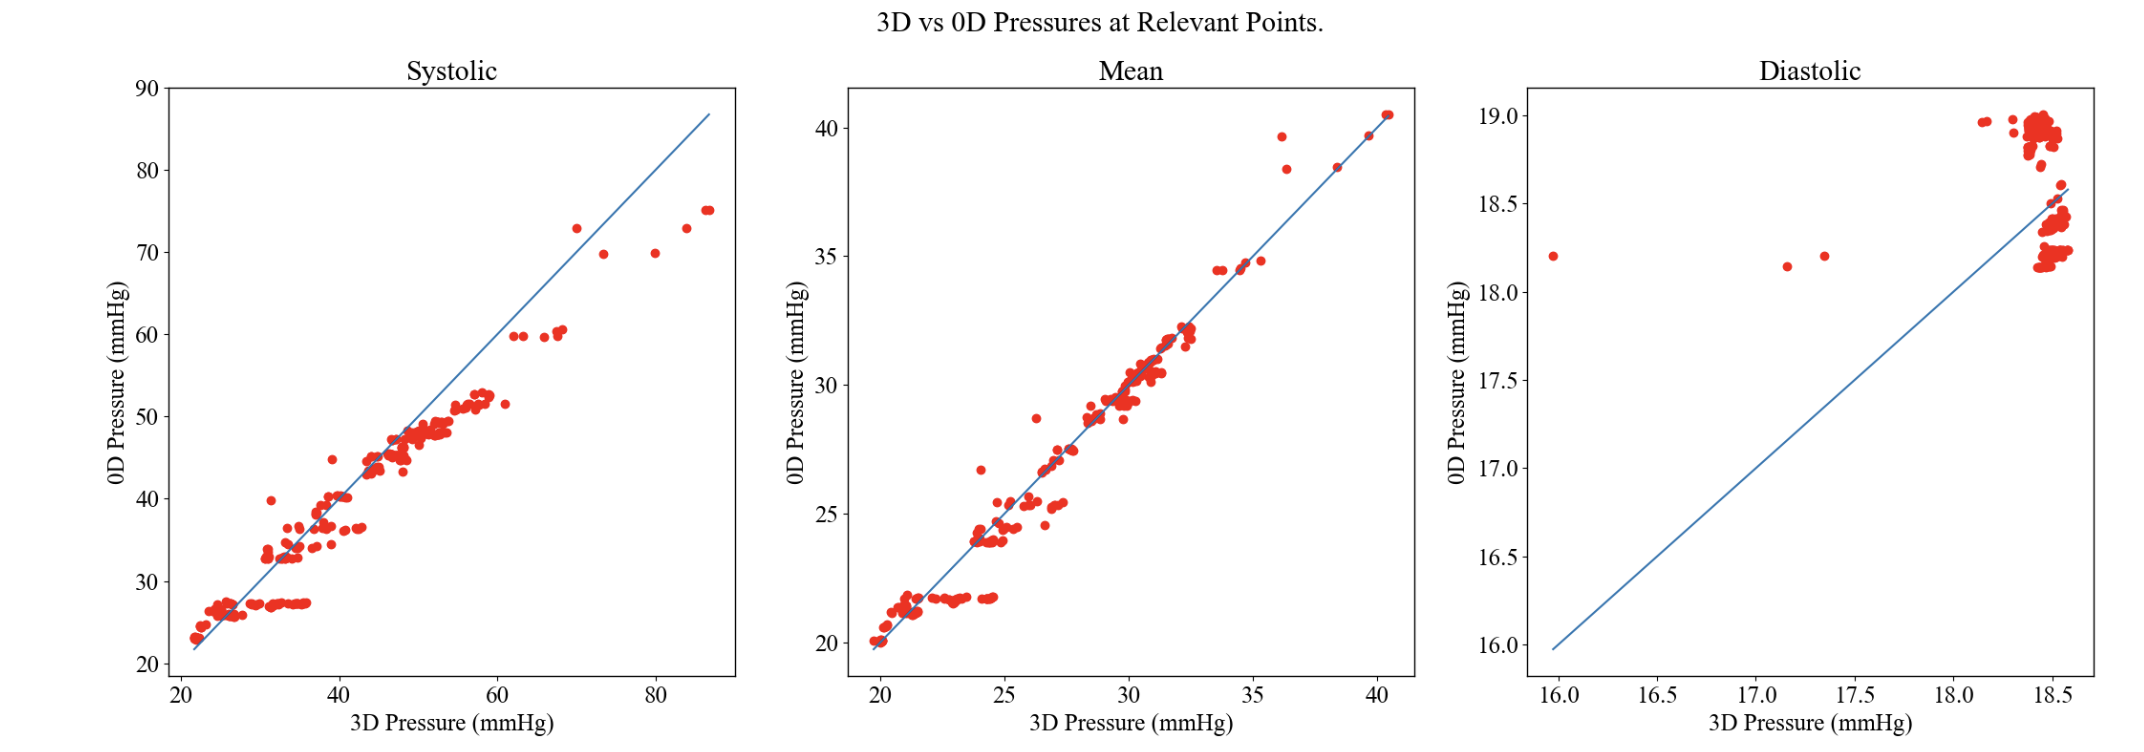 3D vs 0D Pressures at Relevant Points.
Systolic
90
80
70
60
50
40
30
20
0D Pressure (mmHg)
20 40 60 80
3D Pressure (mmHg)
Mean
40
35
30
25
20
0D Pressure (mmHg)
20 25 30 35 40
3D Pressure (mmHg)
Diastolic
19.0
18.5
18.0
17.5
17.0
16.5
16.0
0D Pressure (mmHg)
16.0 16.5 17.0 17.5 18.0 18.5
3D Pressure (mmHg)